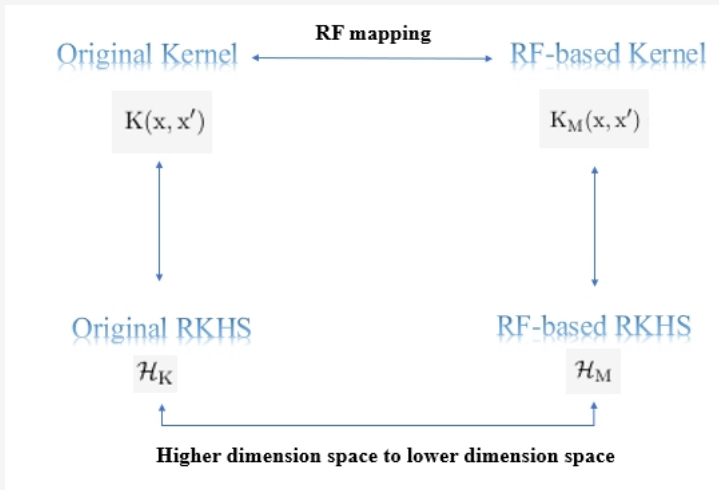 RF mapping
Original Kernel
RF-based Kernel
K(x, x′)
K_M(x, x′)
Original RKHS
RF-based RKHS
ℋ_K
ℋ_M
Higher dimension space to lower dimension space